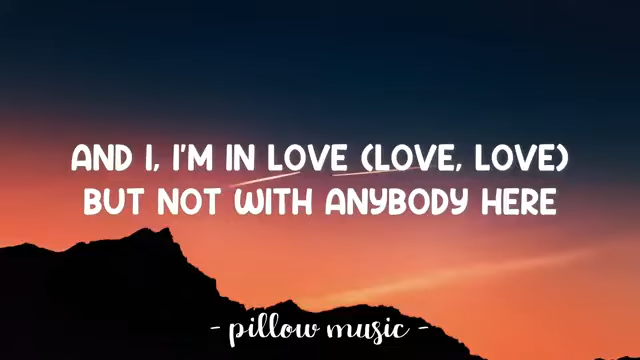 AND I, I'M IN LOVE (LOVE, LOVE)
BUT NOT WITH ANYBODY HERE
- pillow music -